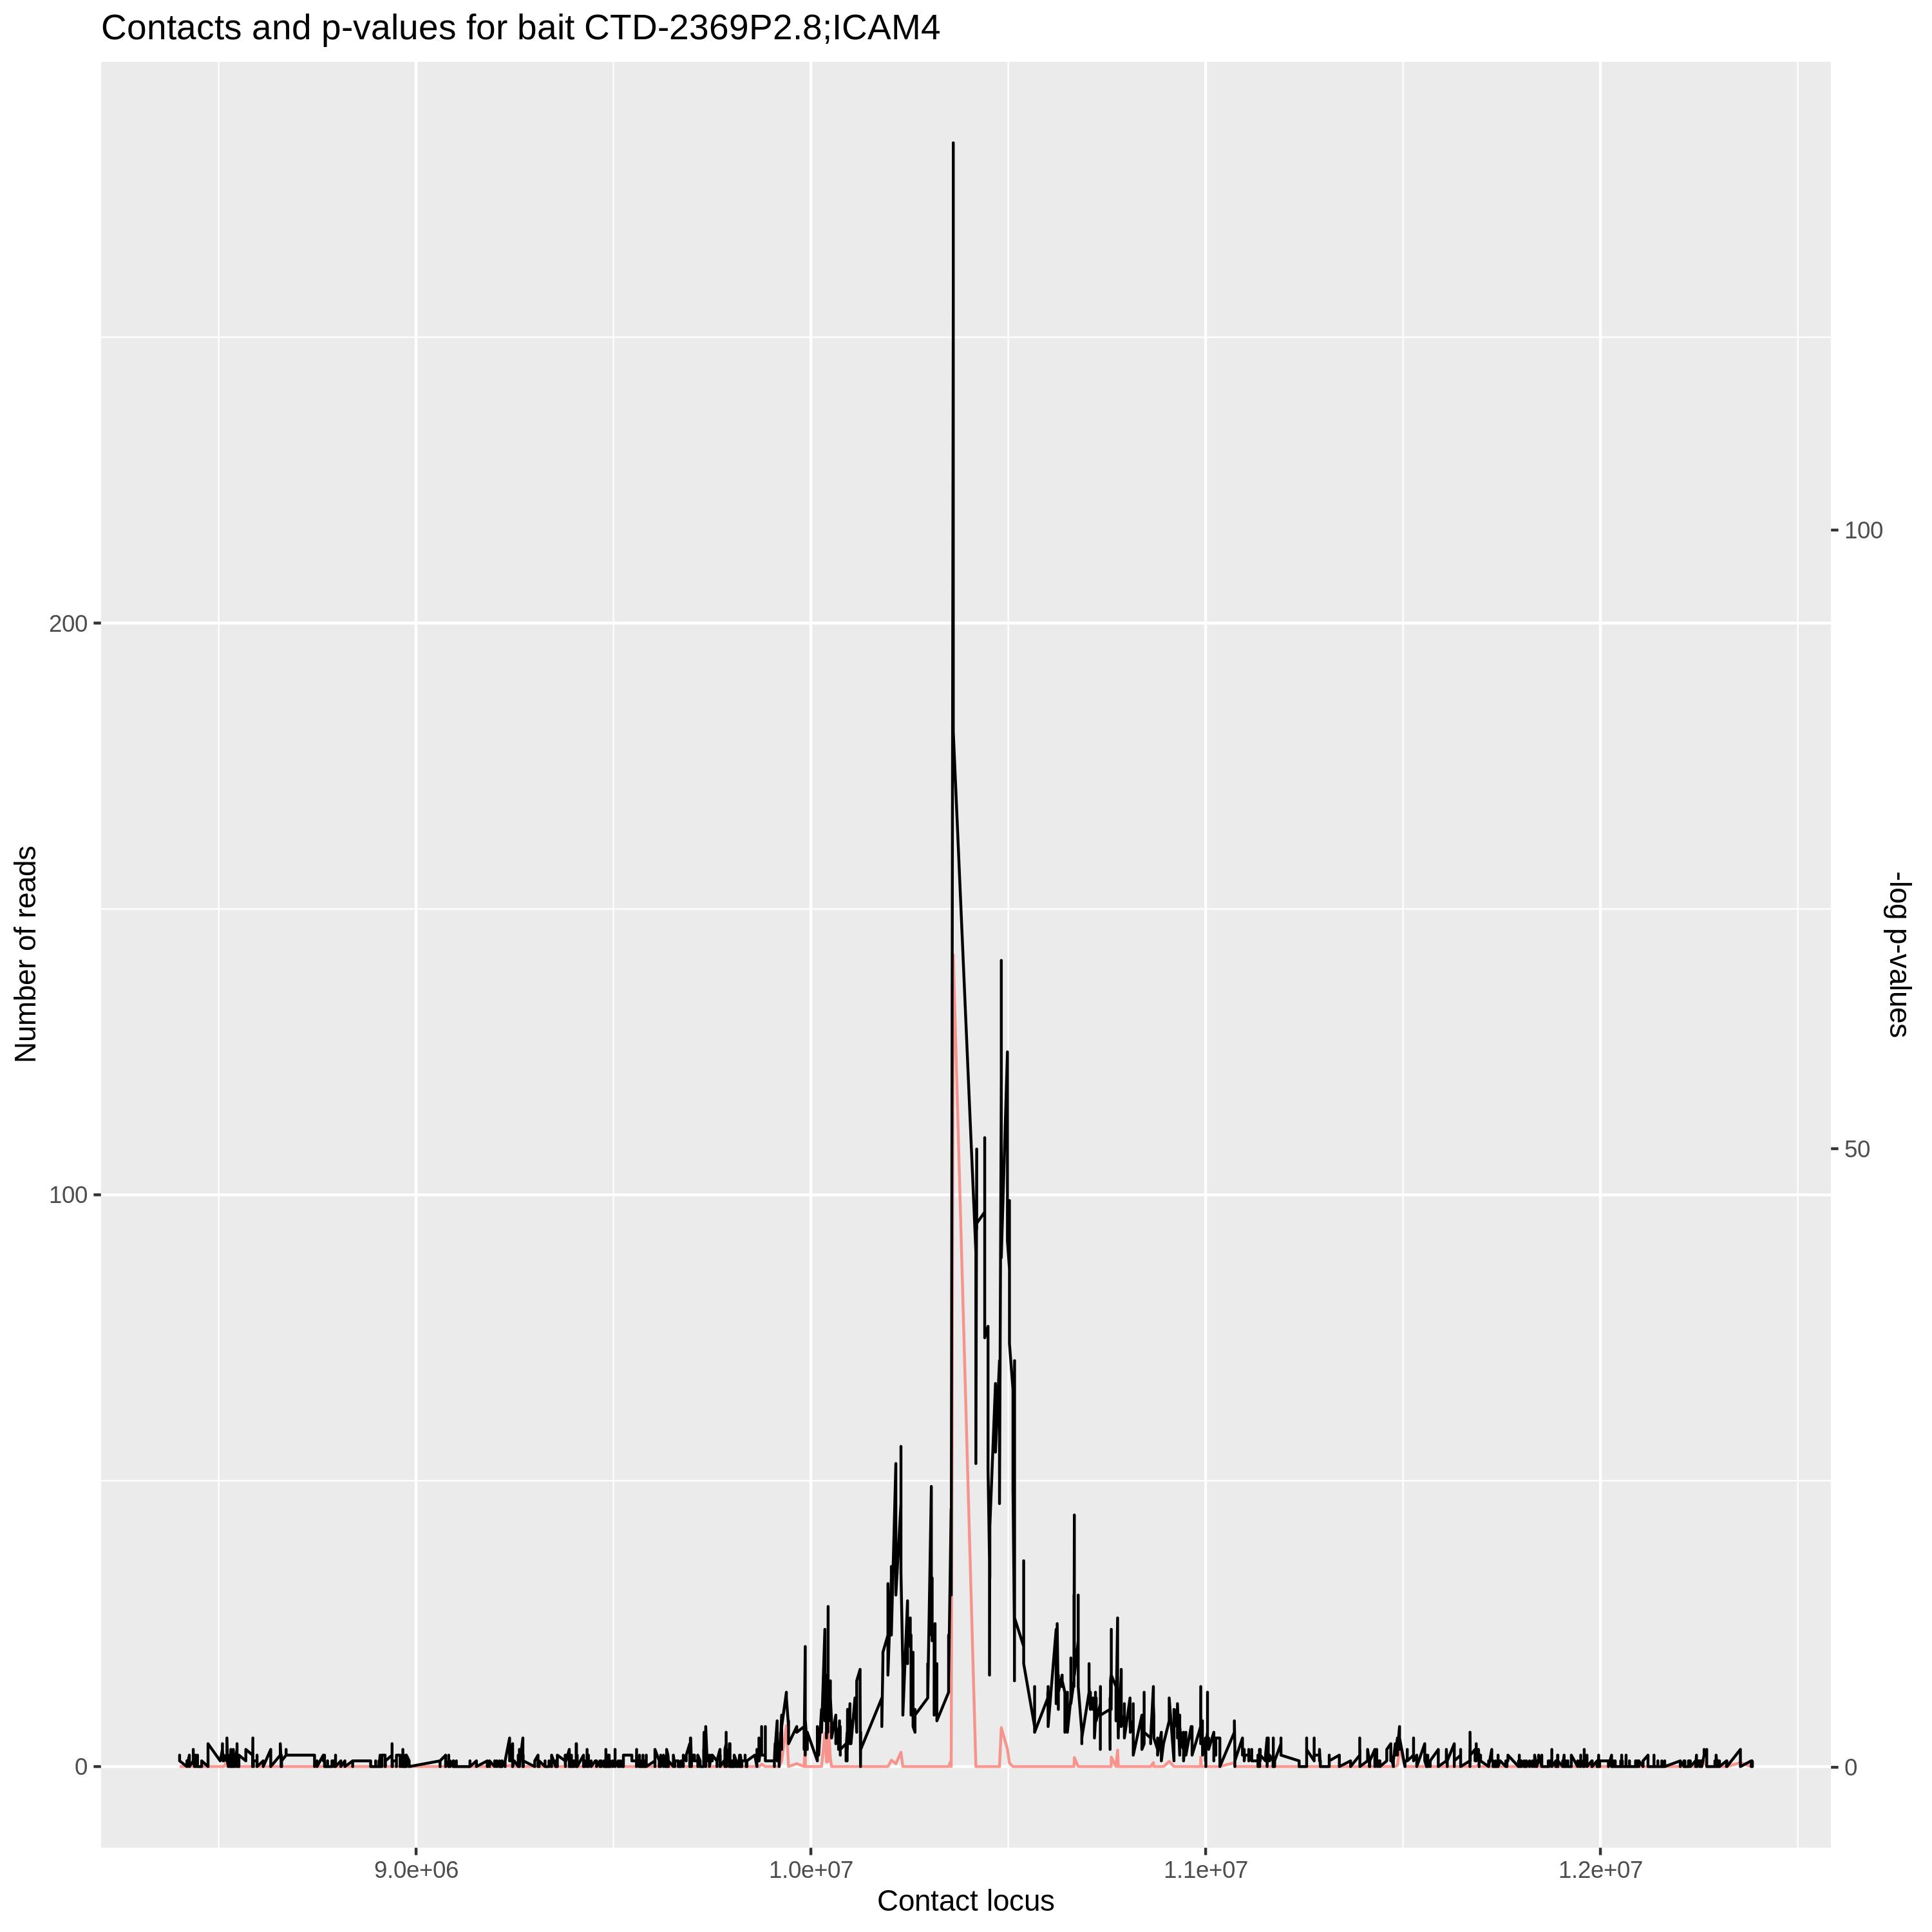 Contacts and p-values for bait CTD-2369P2.8;ICAM4
200
100
0
Number of reads
100
50
0
-log p-values
9.0e+06
1.0e+07
1.1e+07
1.2e+07
Contact locus